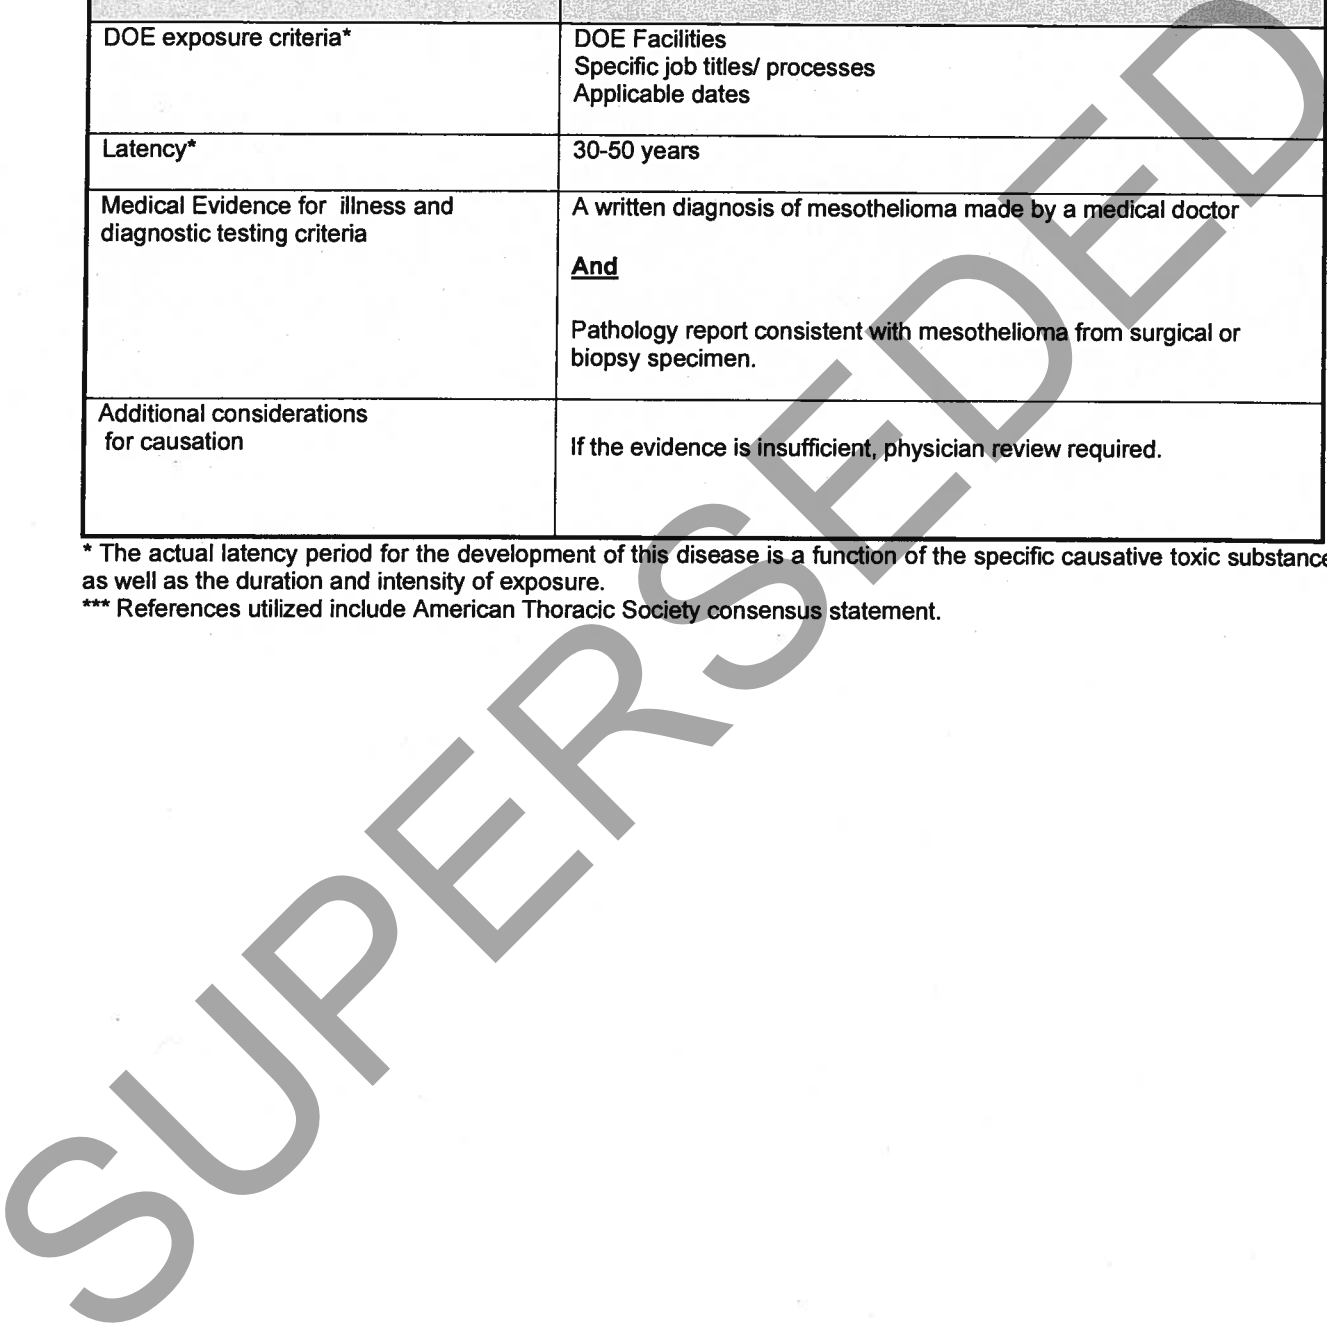 DOE exposure criteria*
DOE Facilities
Specific job titles/ processes
Applicable dates
Latency*
30-50 years
Medical Evidence for illness and
diagnostic testing criteria
A written diagnosis of mesothelioma made by a medical doctor
And
Pathology report consistent with mesothelioma from surgical or
biopsy specimen.
Additional considerations
for causation
If the evidence is insufficient, physician review required.
* The actual latency period for the development of this disease is a function of the specific causative toxic substance
as well as the duration and intensity of exposure.
*** References utilized include American Thoracic Society consensus statement.
SUPERSEDED